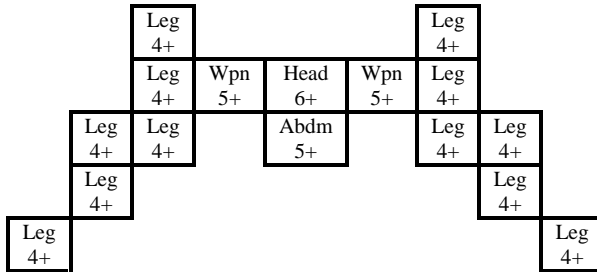 Leg Leg
4+ 4+
Leg Wpn Head Wpn Leg
4+ 5+ 6+ 5+ 4+
Leg Leg Abdm Leg Leg
4+ 4+ 5+ 4+ 4+
Leg Leg
4+ 4+
Leg Leg
4+ 4+